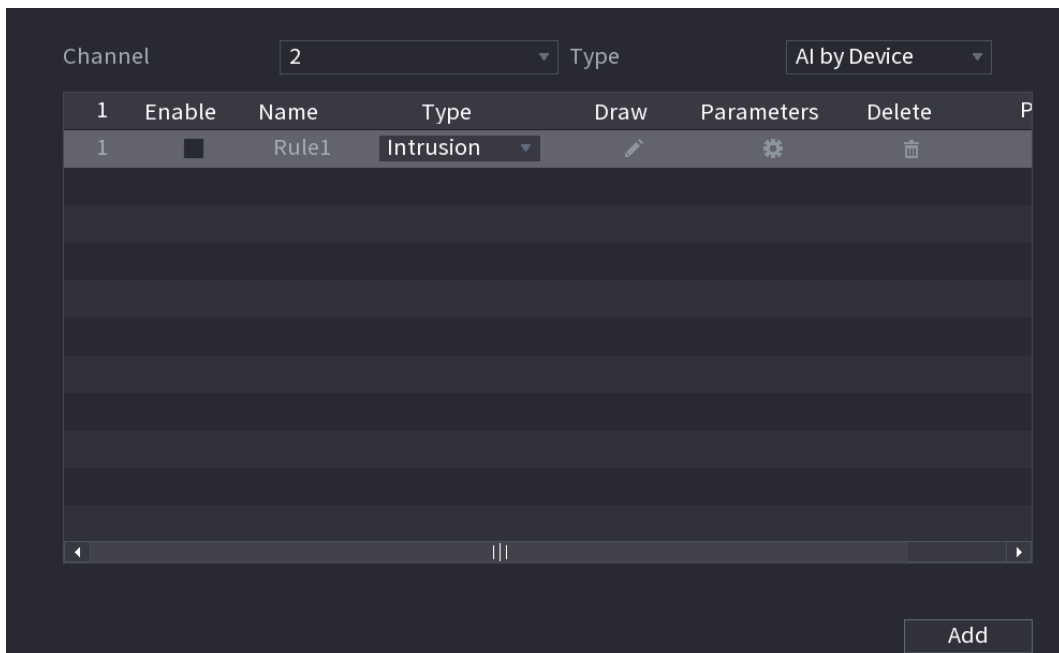 Channel 2 Type AI by Device
1 Enable Name Type Draw Parameters Delete P
1 Rule1 Intrusion
Add